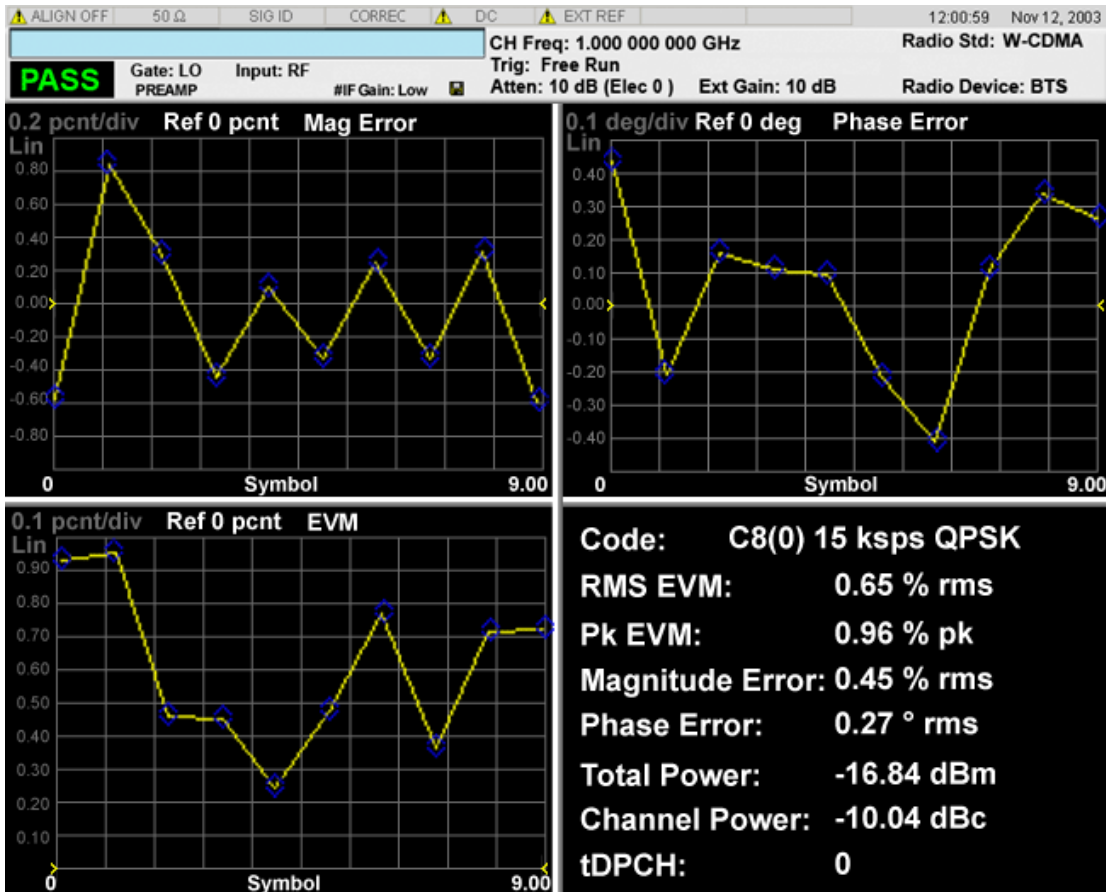 ALIGN OFF 50 Ω SIG ID CORREC DC EXT REF 12:00:59 Nov 12, 2003
CH Freq: 1.000 000 000 GHz Radio Std: W-CDMA
PASS Gate: LO Input: RF Trig: Free Run
PREAMP #IF Gain: Low Atten: 10 dB (Elec 0 ) Ext Gain: 10 dB Radio Device: BTS
0.2 pcnt/div Ref 0 pcnt Mag Error
Lin
0.80
0.60
0.40
0.20
0.00
-0.20
-0.40
-0.60
-0.80
0 Symbol 9.00
0.1 deg/div Ref 0 deg Phase Error
Lin
0.40
0.30
0.20
0.10
0.00
-0.10
-0.20
-0.30
-0.40
0 Symbol 9.00
0.1 pcnt/div Ref 0 pcnt EVM
Lin
0.90
0.80
0.70
0.60
0.50
0.40
0.30
0.20
0.10
0 Symbol 9.00
Code: C8(0) 15 ksps QPSK
RMS EVM: 0.65 % rms
Pk EVM: 0.96 % pk
Magnitude Error: 0.45 % rms
Phase Error: 0.27 ° rms
Total Power: -16.84 dBm
Channel Power: -10.04 dBc
tDPCH: 0